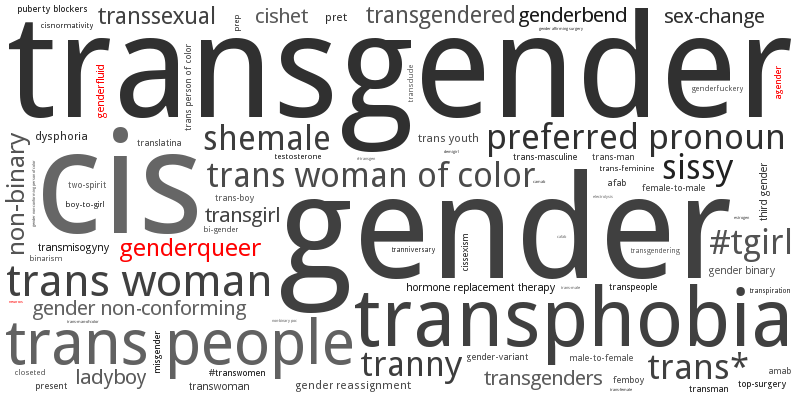 puberty blockers
transsexual
prep
cishet
pret
transgendered
genderbend
sex-change
cisnormativity
gender affirming surgery
transgender
genderfluid
trans person of color
transdude
genderfuckery
agender
non-binary
dysphoria
translatina
shemale
testosterone
trans youth
preferred pronoun
trans-masculine
trans-man
cis
two-spirit
boy-to-girl
trans woman of color
trans-feminine
sissy
afab
female-to-male
third gender
trans-boy
transgirl
bi-gender
gender
transmisogyny
genderqueer
binarism
tranniversary
cissexism
transgendering
#tgirl
gender binary
trans woman
hormone replacement therapy
transpeople
transpiration
gender non-conforming
transphobia
trans people
misgender
tranny
gender-variant
male-to-female
trans*
closeted
ladyboy
#transwomen
present
transwoman
gender reassignment
transgenders
femboy
transman
top-surgery
amab